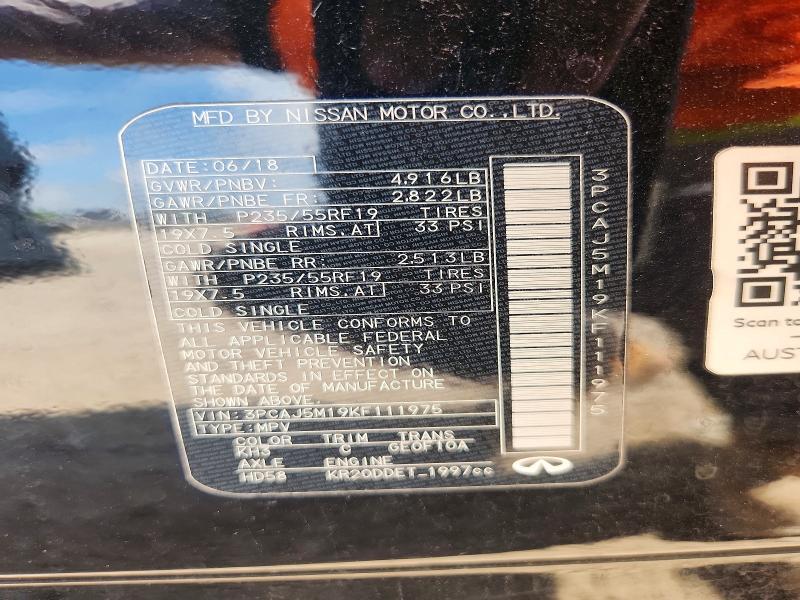 MFD BY NISSAN MOTOR CO.,LTD.
DATE:06/18
GVWR/PNBV: 4,916LB
GAWR/PNBE FR: 2,822LB
WITH P235/55RF19 TIRES
19X7.5 RIMS.AT 33 PSI
COLD SINGLE
GAWR/PNBE RR: 2,513LB
WITH P235/55RF19 TIRES
19X7.5 RIMS.AT 33 PSI
COLD SINGLE
THIS VEHICLE CONFORMS TO
ALL APPLICABLE FEDERAL
MOTOR VEHICLE SAFETY
AND THEFT PREVENTION
STANDARDS IN EFFECT ON
THE DATE OF MANUFACTURE
SHOWN ABOVE.
VIN:3PCAJ5M19KF111975
TYPE:MPV
COLOR TRIM TRANS
KH5 C GE0F10A
AXLE ENGINE
HD58 KR20DDET-1997cc
3PCAJ5M19KF111975
Scan to
AUST